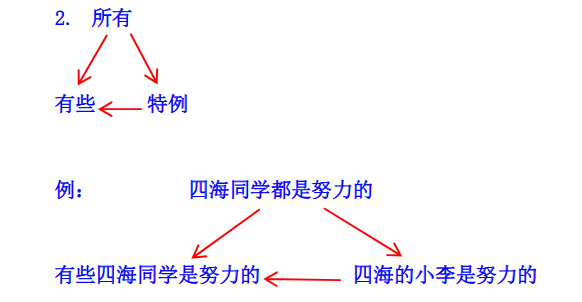 2. 所有
有些 特例
例： 四海同学都是努力的
有些四海同学是努力的 四海的小李是努力的